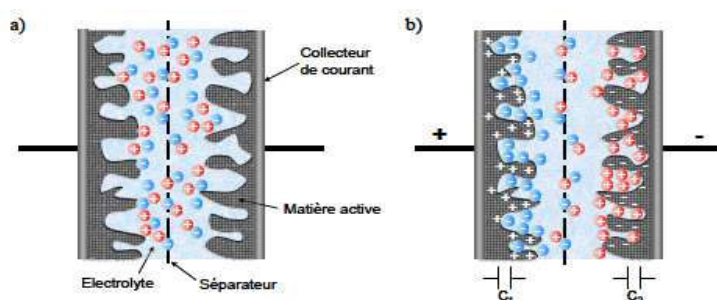 a)
Collecteur
de courant
Matière active
Electrolyte
Séparateur
b)
+
-
C₁
C₂